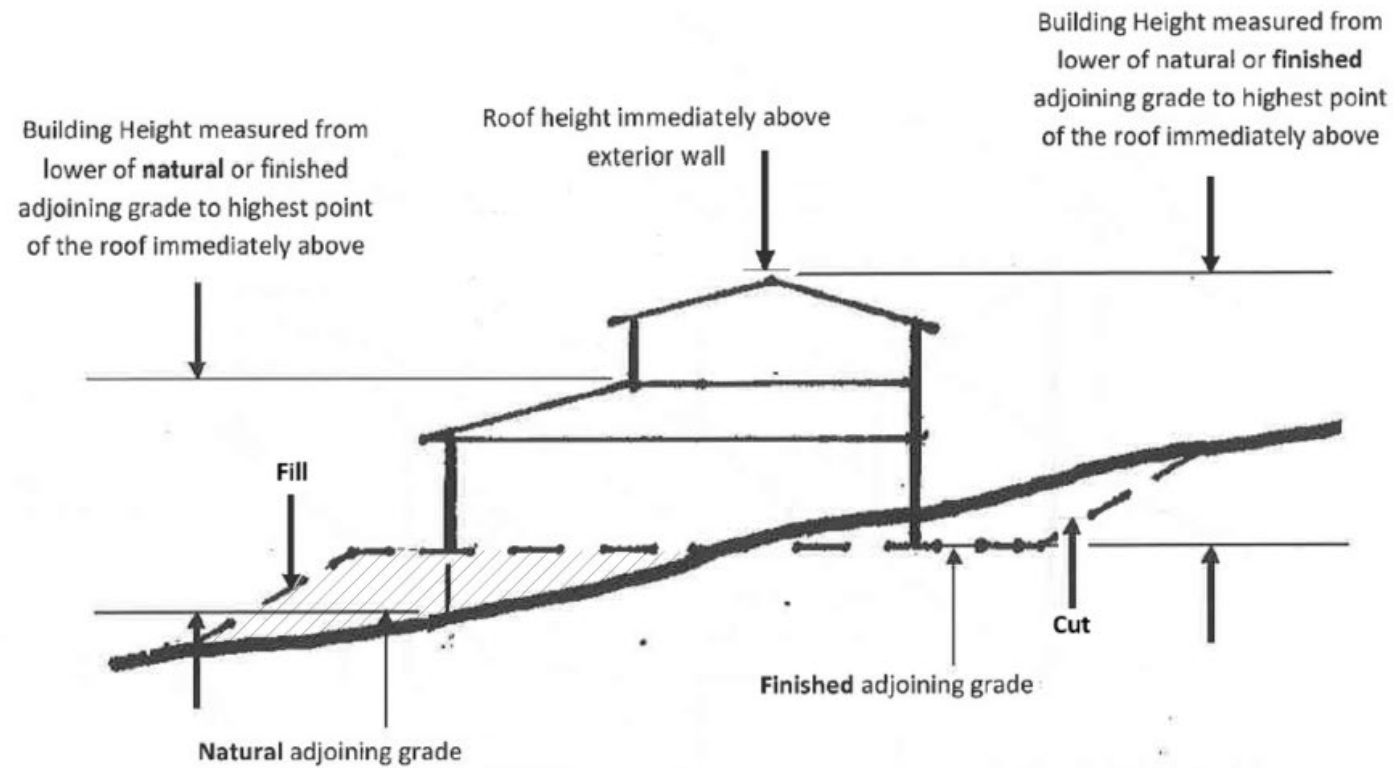 Building Height measured from
lower of natural or finished
adjoining grade to highest point
of the roof immediately above
Roof height immediately above
exterior wall
Building Height measured from
lower of natural or finished
adjoining grade to highest point
of the roof immediately above
Fill
Cut
Finished adjoining grade
Natural adjoining grade